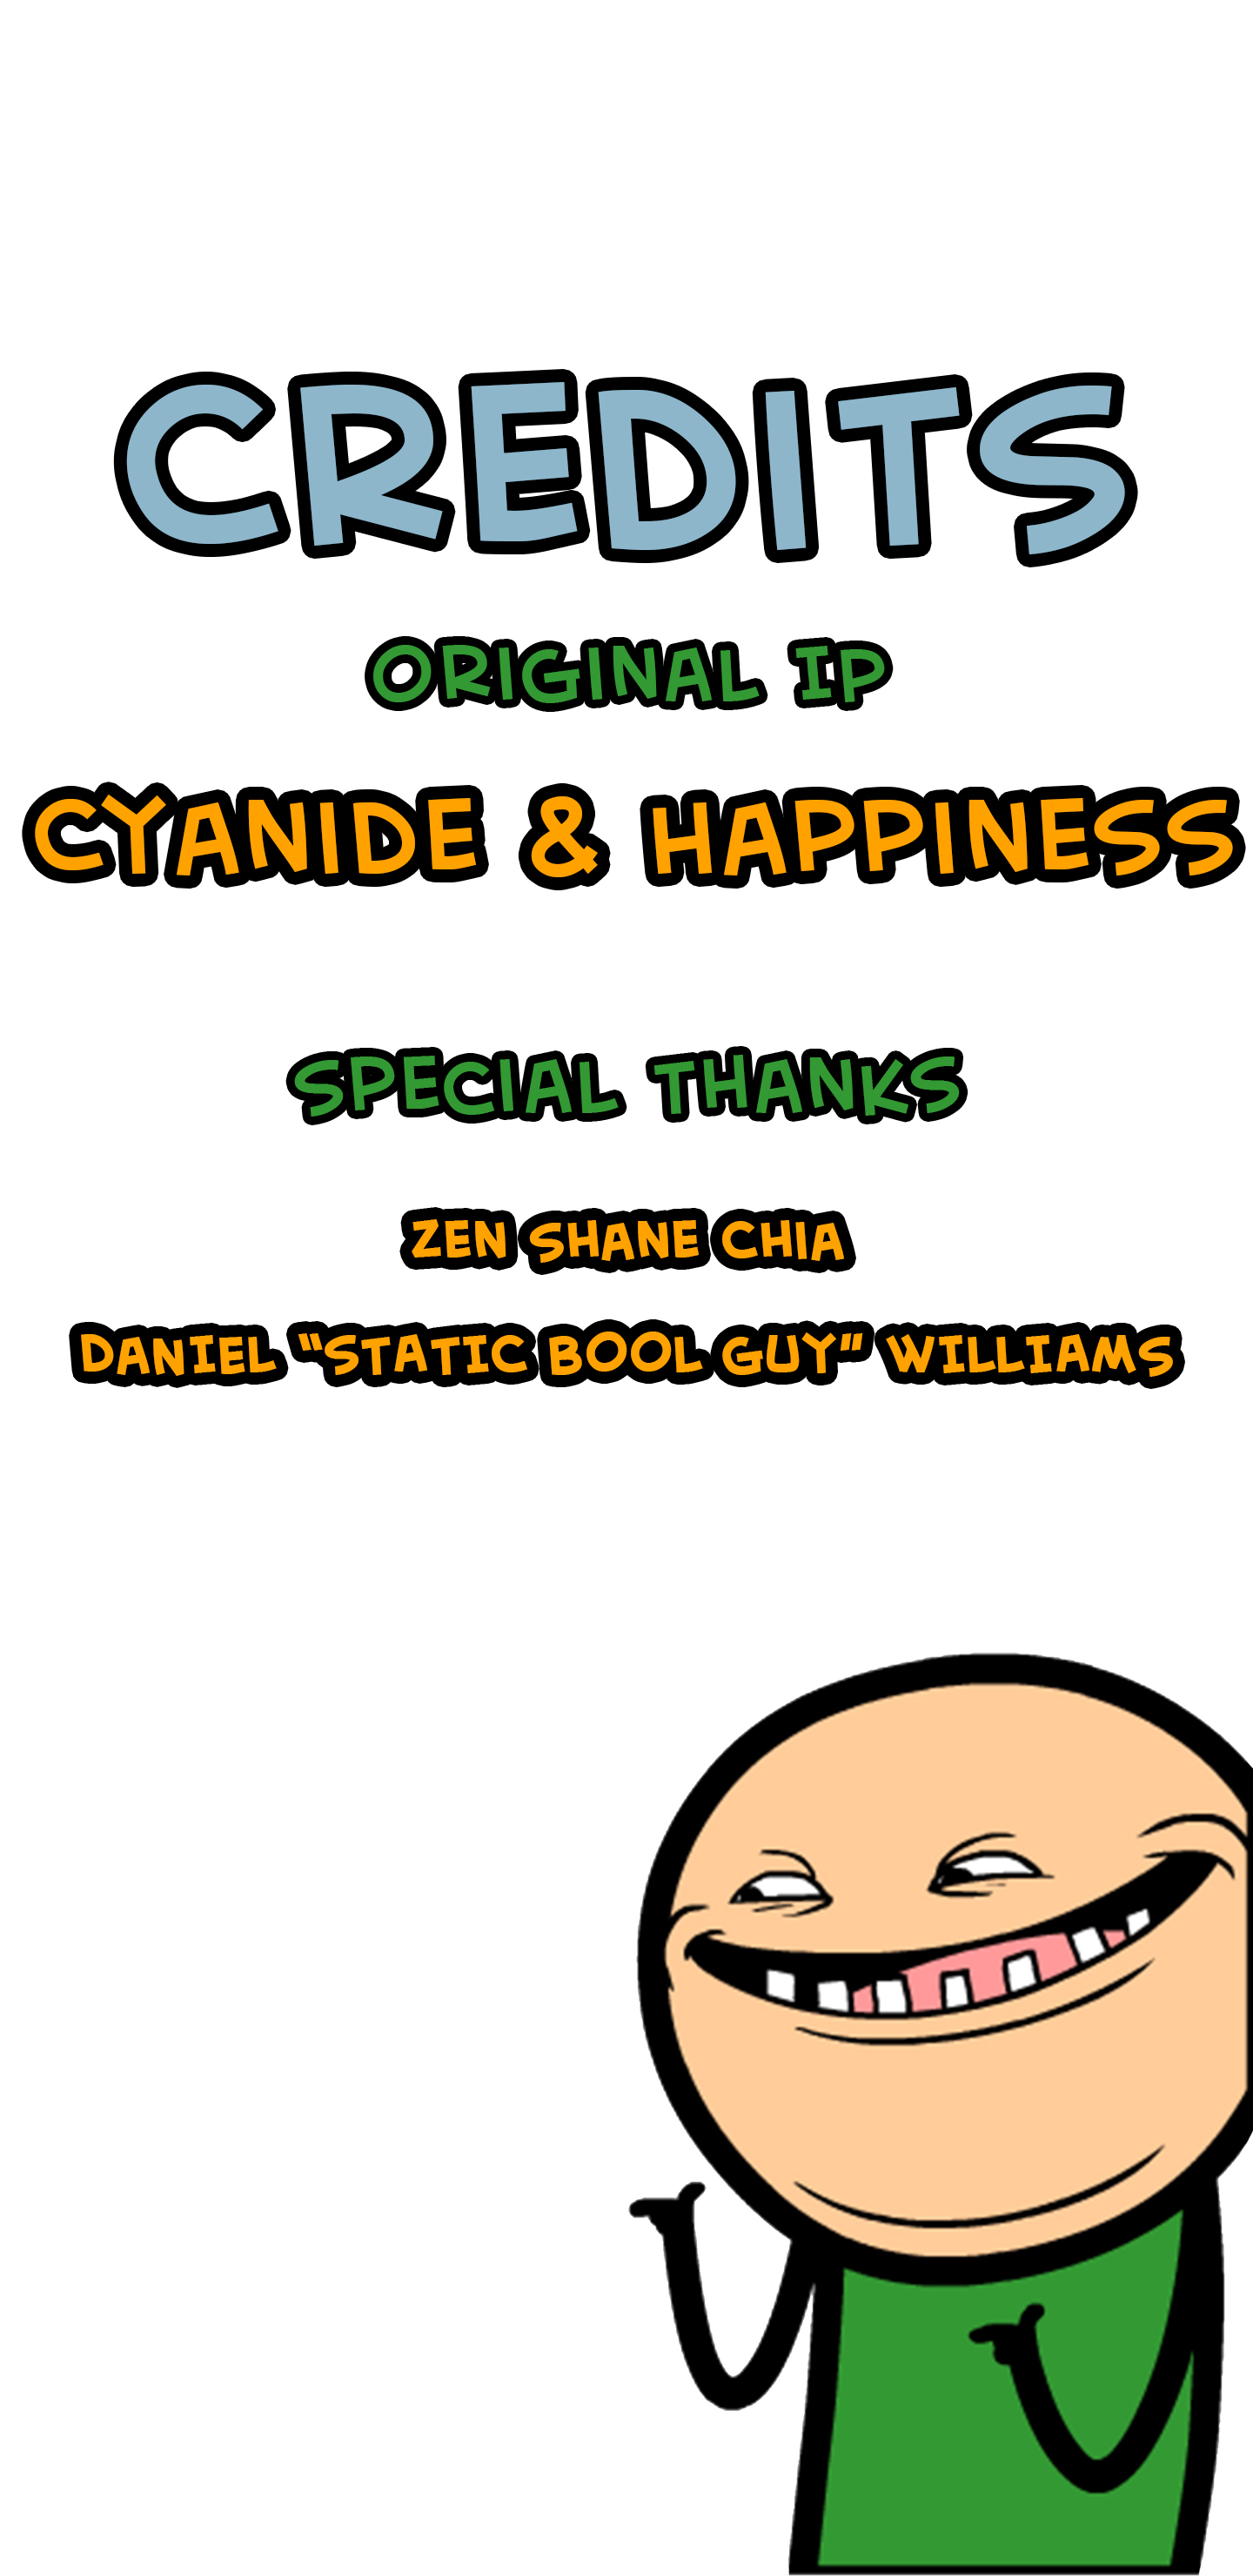 CREDITS
ORIGINAL IP
CYANIDE & HAPPINESS
SPECIAL THANKS
ZEN SHANE CHIA
DANIEL "STATIC BOOL GUY" WILLIAMS